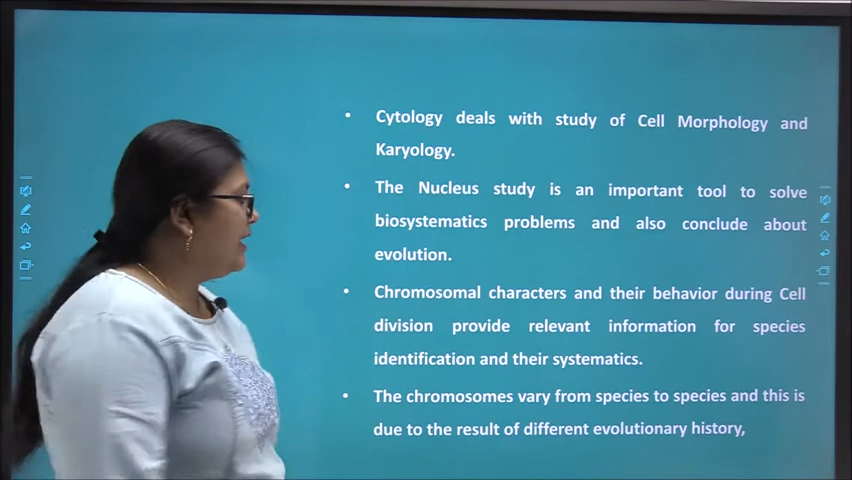 • Cytology deals with study of Cell Morphology and
Karyology.
• The Nucleus study is an important tool to solve
biosystematics problems and also conclude about
evolution.
• Chromosomal characters and their behavior during Cell
division provide relevant information for species
identification and their systematics.
• The chromosomes vary from species to species and this is
due to the result of different evolutionary history,